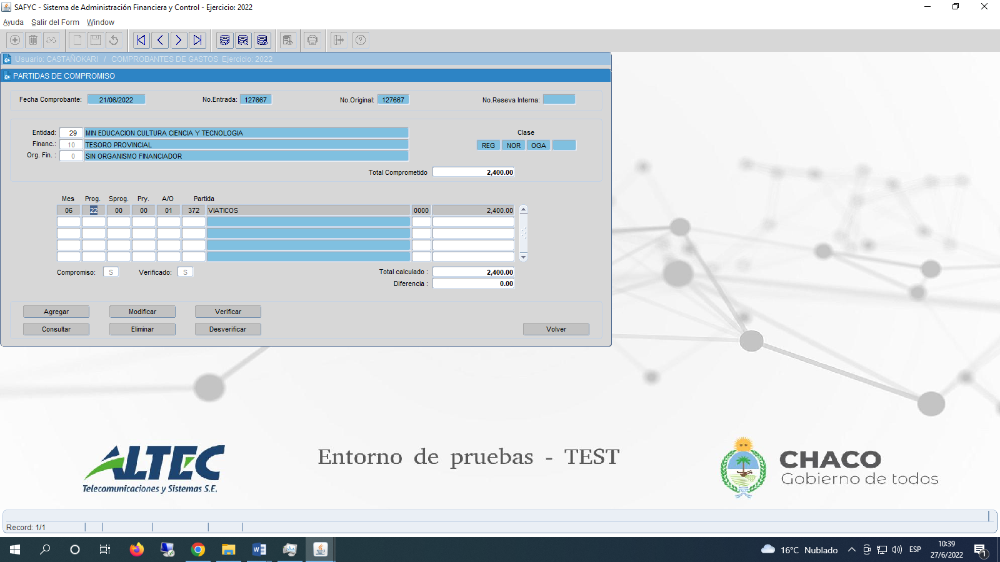 SAFYC - Sistema de Administración Financiera y Control - Ejercicio: 2022
Ayuda Salir del Form Window
Usuario: CASTAÑOKARI / COMPROBANTES DE GASTOS Ejercicio: 2022
PARTIDAS DE COMPROMISO
Fecha Comprobante: 21/06/2022 No.Entrada: 127667 No.Original: 127667 No.Reseva Interna:
Entidad: 29 MIN EDUCACION CULTURA CIENCIA Y TECNOLOGIA Clase
Financ.: 10 TESORO PROVINCIAL REG NOR OGA
Org. Fin. : 0 SIN ORGANISMO FINANCIADOR
Total Comprometido 2,400.00
Mes Prog. Sprog. Pry. A/O Partida
06 22 00 00 01 372 VIATICOS 0000 2,400.00
Compromiso: S Verificado: S Total calculado : 2,400.00
Diferencia : 0.00
Agregar Modificar Verificar
Consultar Eliminar Desverificar Volver
ALTEC
Telecomunicaciones y Sistemas S.E.
Entorno de pruebas - TEST
CHACO
Gobierno de todos
Record: 1/1
16°C Nublado ESP 10:39
27/6/2022 1